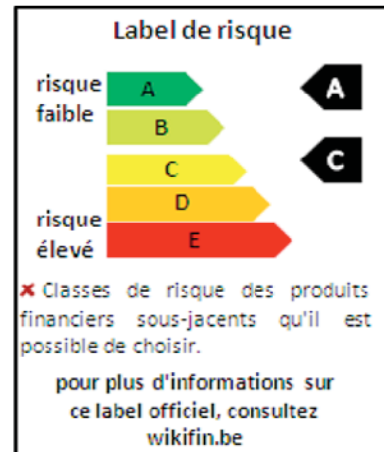 Label de risque
risque
faible
A
A
B
C
C
D
risque
élevé
E
✘ Classes de risque des produits
financiers sous-jacents qu'il est
possible de choisir.
pour plus d'informations sur
ce label officiel, consultez
wikifin.be